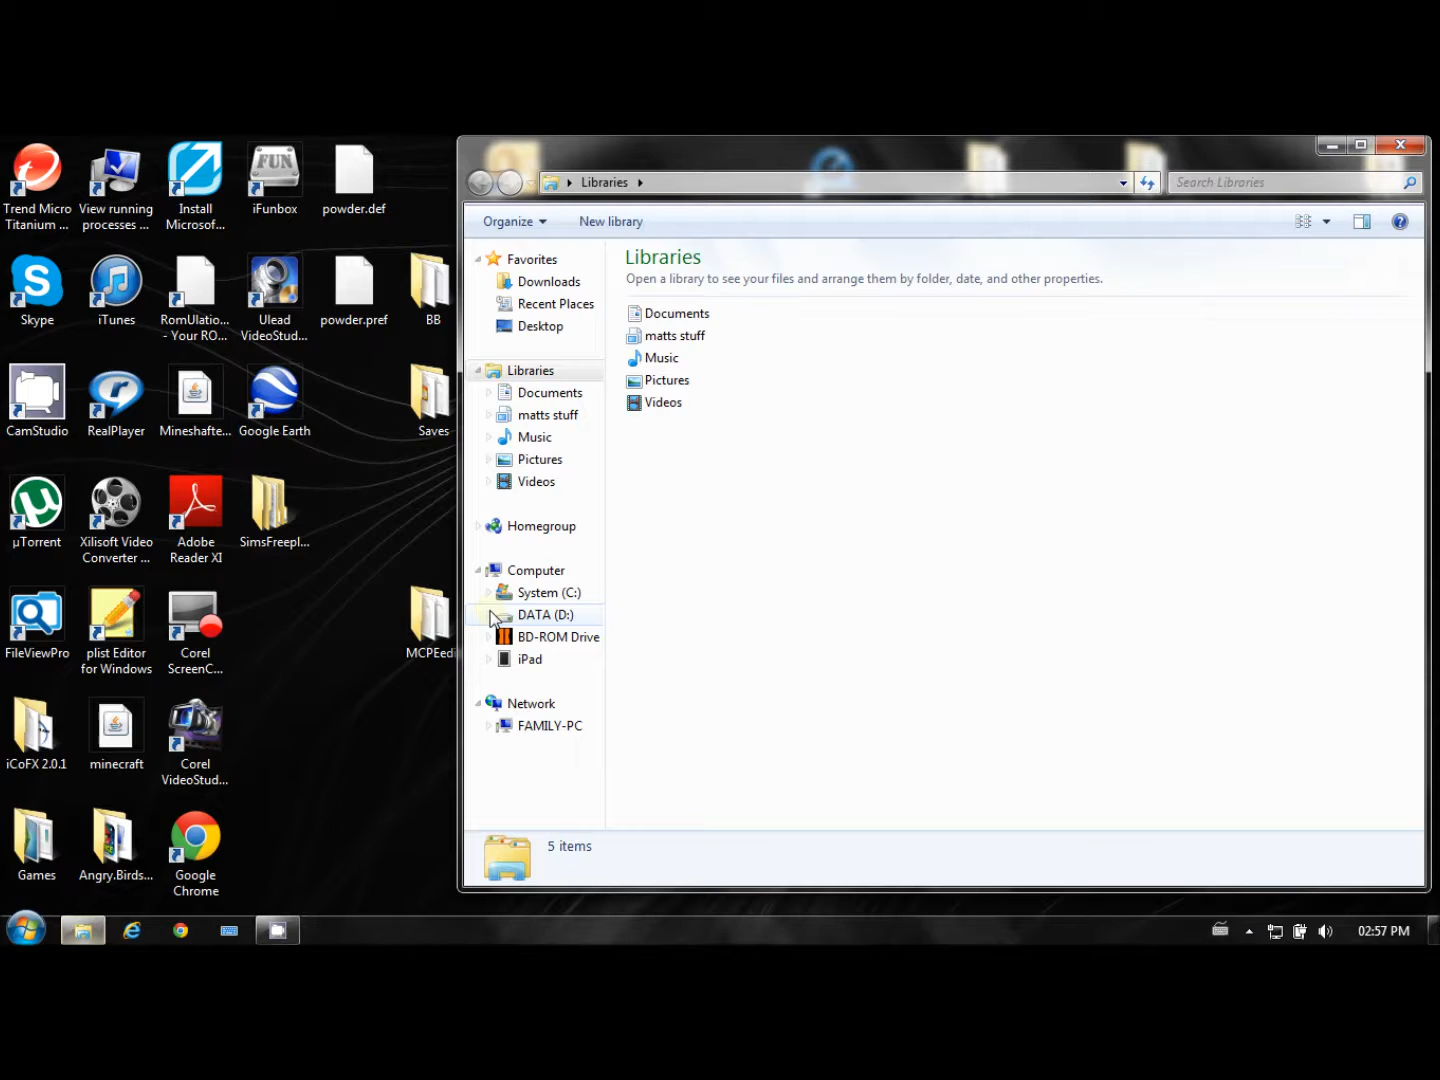 Trend Micro
Titanium ...
View running
processes ...
Install
Microsof...
FUN
iFunbox
powder.def
Skype
iTunes
RomUlatio...
- Your RO...
Ulead
VideoStud...
powder.pref
BB
CamStudio
RealPlayer
Mineshafte...
Google Earth
Saves
µTorrent
Xilisoft Video
Converter ...
Adobe
Reader XI
SimsFreepl...
FileViewPro
plist Editor
for Windows
Corel
ScreenC...
MCPEedi
iCoFX 2.0.1
minecraft
Corel
VideoStud...
Games
Angry.Birds...
Google
Chrome
Libraries
Search Libraries
Organize
New library
Favorites
Downloads
Recent Places
Desktop
Libraries
Documents
matts stuff
Music
Pictures
Videos
Homegroup
Computer
System (C:)
DATA (D:)
BD-ROM Drive
iPad
Network
FAMILY-PC
Libraries
Open a library to see your files and arrange them by folder, date, and other properties.
Documents
matts stuff
Music
Pictures
Videos
5 items
02:57 PM